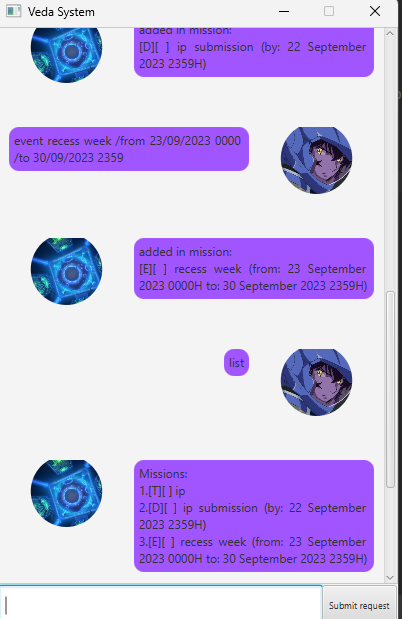 Veda System
added in mission:
[D][ ] ip submission (by: 22 September
2023 2359H)
event recess week /from 23/09/2023 0000
/to 30/09/2023 2359
added in mission:
[E][ ] recess week (from: 23 September
2023 0000H to: 30 September 2023 2359H)
list
Missions:
1.[T][ ] ip
2.[D][ ] ip submission (by: 22 September
2023 2359H)
3.[E][ ] recess week (from: 23 September
2023 0000H to: 30 September 2023 2359H)
Submit request